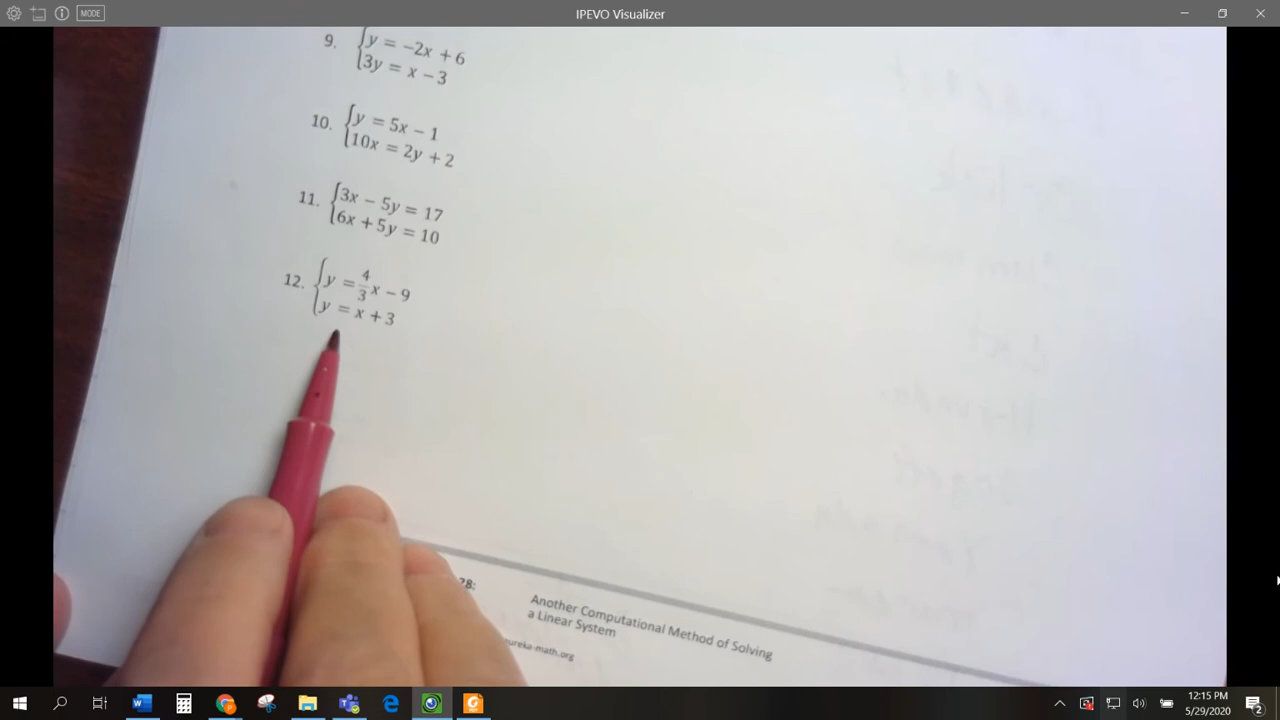 MODE
IPEVO Visualizer
9. {y = −2x + 6
3y = x − 3
10. {y = 5x − 1
10x = 2y + 2
11. {3x − 5y = 17
6x + 5y = 10
12. {y = 4/3x − 9
y = x + 3
28:
Another Computational Method of Solving
a Linear System
eureka-math.org
12:15 PM
5/29/2020
2